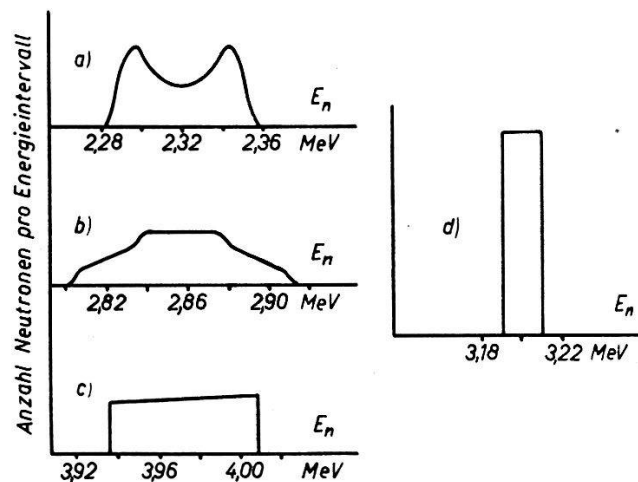 Anzahl Neutronen pro Energieintervall
a)
E_n
2,28 2,32 2,36 MeV
b)
E_n
2,82 2,86 2,90 MeV
c)
E_n
3,92 3,96 4,00 MeV
d)
E_n
3,18 3,22 MeV